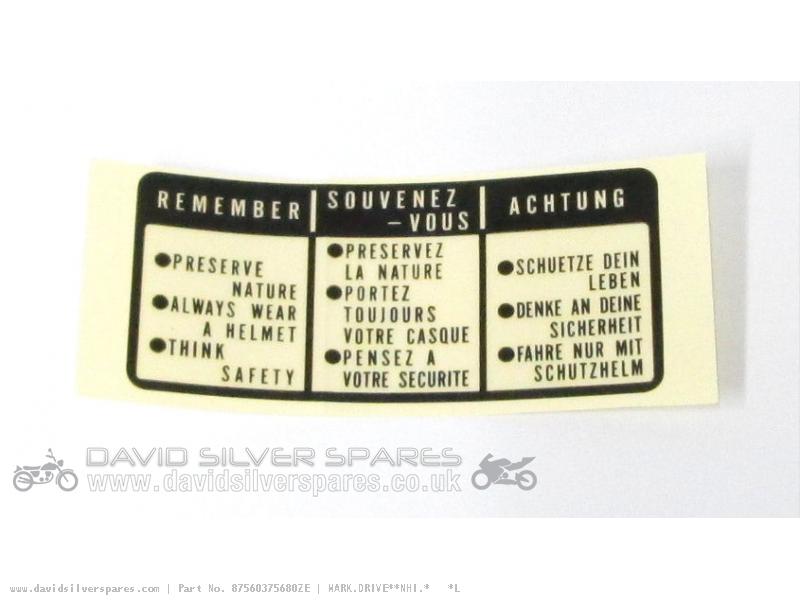 REMEMBER
●PRESERVE
NATURE
●ALWAYS WEAR
A HELMET
●THINK
SAFETY
SOUVENEZ
–VOUS
●PRESERVEZ
LA NATURE
●PORTEZ
TOUJOURS
VOTRE CASQUE
●PENSEZ A
VOTRE SECURITE
ACHTUNG
●SCHUETZE DEIN
LEBEN
●DENKE AN DEINE
SICHERHEIT
●FAHRE NUR MIT
SCHUTZHELM
DAVID SILVER SPARES
www.davidsilverspares.co.uk
www.davidsilverspares.com | Part No. 87560375680ZE | MARK.DRIVE**NHI.* *L